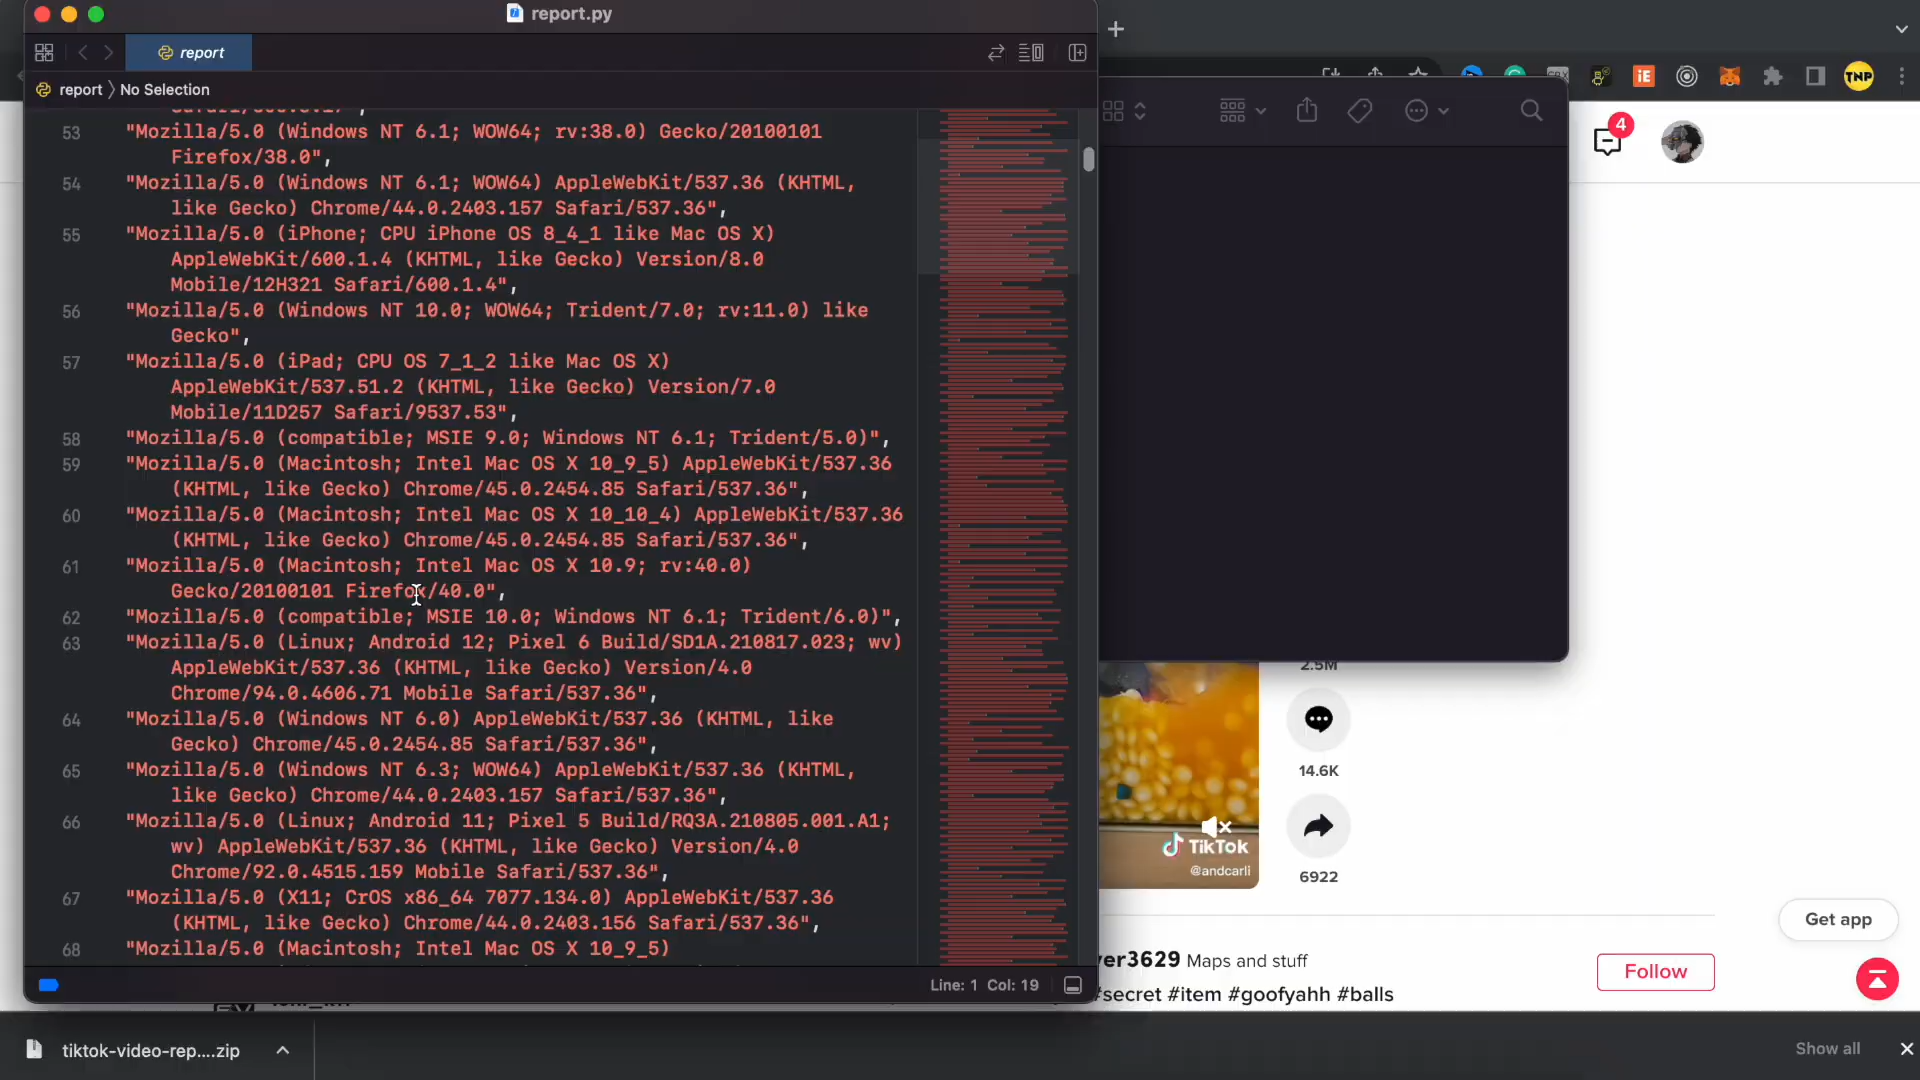 report.py
report
report 〉 No Selection
53 "Mozilla/5.0 (Windows NT 6.1; WOW64; rv:38.0) Gecko/20100101
Firefox/38.0",
54 "Mozilla/5.0 (Windows NT 6.1; WOW64) AppleWebKit/537.36 (KHTML,
like Gecko) Chrome/44.0.2403.157 Safari/537.36",
55 "Mozilla/5.0 (iPhone; CPU iPhone OS 8_4_1 like Mac OS X)
AppleWebKit/600.1.4 (KHTML, like Gecko) Version/8.0
Mobile/12H321 Safari/600.1.4",
56 "Mozilla/5.0 (Windows NT 10.0; WOW64; Trident/7.0; rv:11.0) like
Gecko",
57 "Mozilla/5.0 (iPad; CPU OS 7_1_2 like Mac OS X)
AppleWebKit/537.51.2 (KHTML, like Gecko) Version/7.0
Mobile/11D257 Safari/9537.53",
58 "Mozilla/5.0 (compatible; MSIE 9.0; Windows NT 6.1; Trident/5.0)",
59 "Mozilla/5.0 (Macintosh; Intel Mac OS X 10_9_5) AppleWebKit/537.36
(KHTML, like Gecko) Chrome/45.0.2454.85 Safari/537.36",
60 "Mozilla/5.0 (Macintosh; Intel Mac OS X 10_10_4) AppleWebKit/537.36
(KHTML, like Gecko) Chrome/45.0.2454.85 Safari/537.36",
61 "Mozilla/5.0 (Macintosh; Intel Mac OS X 10.9; rv:40.0)
Gecko/20100101 Firefox/40.0",
62 "Mozilla/5.0 (compatible; MSIE 10.0; Windows NT 6.1; Trident/6.0)",
63 "Mozilla/5.0 (Linux; Android 12; Pixel 6 Build/SD1A.210817.023; wv)
AppleWebKit/537.36 (KHTML, like Gecko) Version/4.0
Chrome/94.0.4606.71 Mobile Safari/537.36",
64 "Mozilla/5.0 (Windows NT 6.0) AppleWebKit/537.36 (KHTML, like
Gecko) Chrome/45.0.2454.85 Safari/537.36",
65 "Mozilla/5.0 (Windows NT 6.3; WOW64) AppleWebKit/537.36 (KHTML,
like Gecko) Chrome/44.0.2403.157 Safari/537.36",
66 "Mozilla/5.0 (Linux; Android 11; Pixel 5 Build/RQ3A.210805.001.A1;
wv) AppleWebKit/537.36 (KHTML, like Gecko) Version/4.0
Chrome/92.0.4515.159 Mobile Safari/537.36",
67 "Mozilla/5.0 (X11; CrOS x86_64 7077.134.0) AppleWebKit/537.36
(KHTML, like Gecko) Chrome/44.0.2403.156 Safari/537.36",
68 "Mozilla/5.0 (Macintosh; Intel Mac OS X 10_9_5)
Line: 1 Col: 19
iE
TNP
4
2.5M
14.6K
6922
TikTok
@andcarli
ver3629 Maps and stuff
#secret #item #goofyahh #balls
Follow
Get app
tiktok-video-rep....zip
Show all